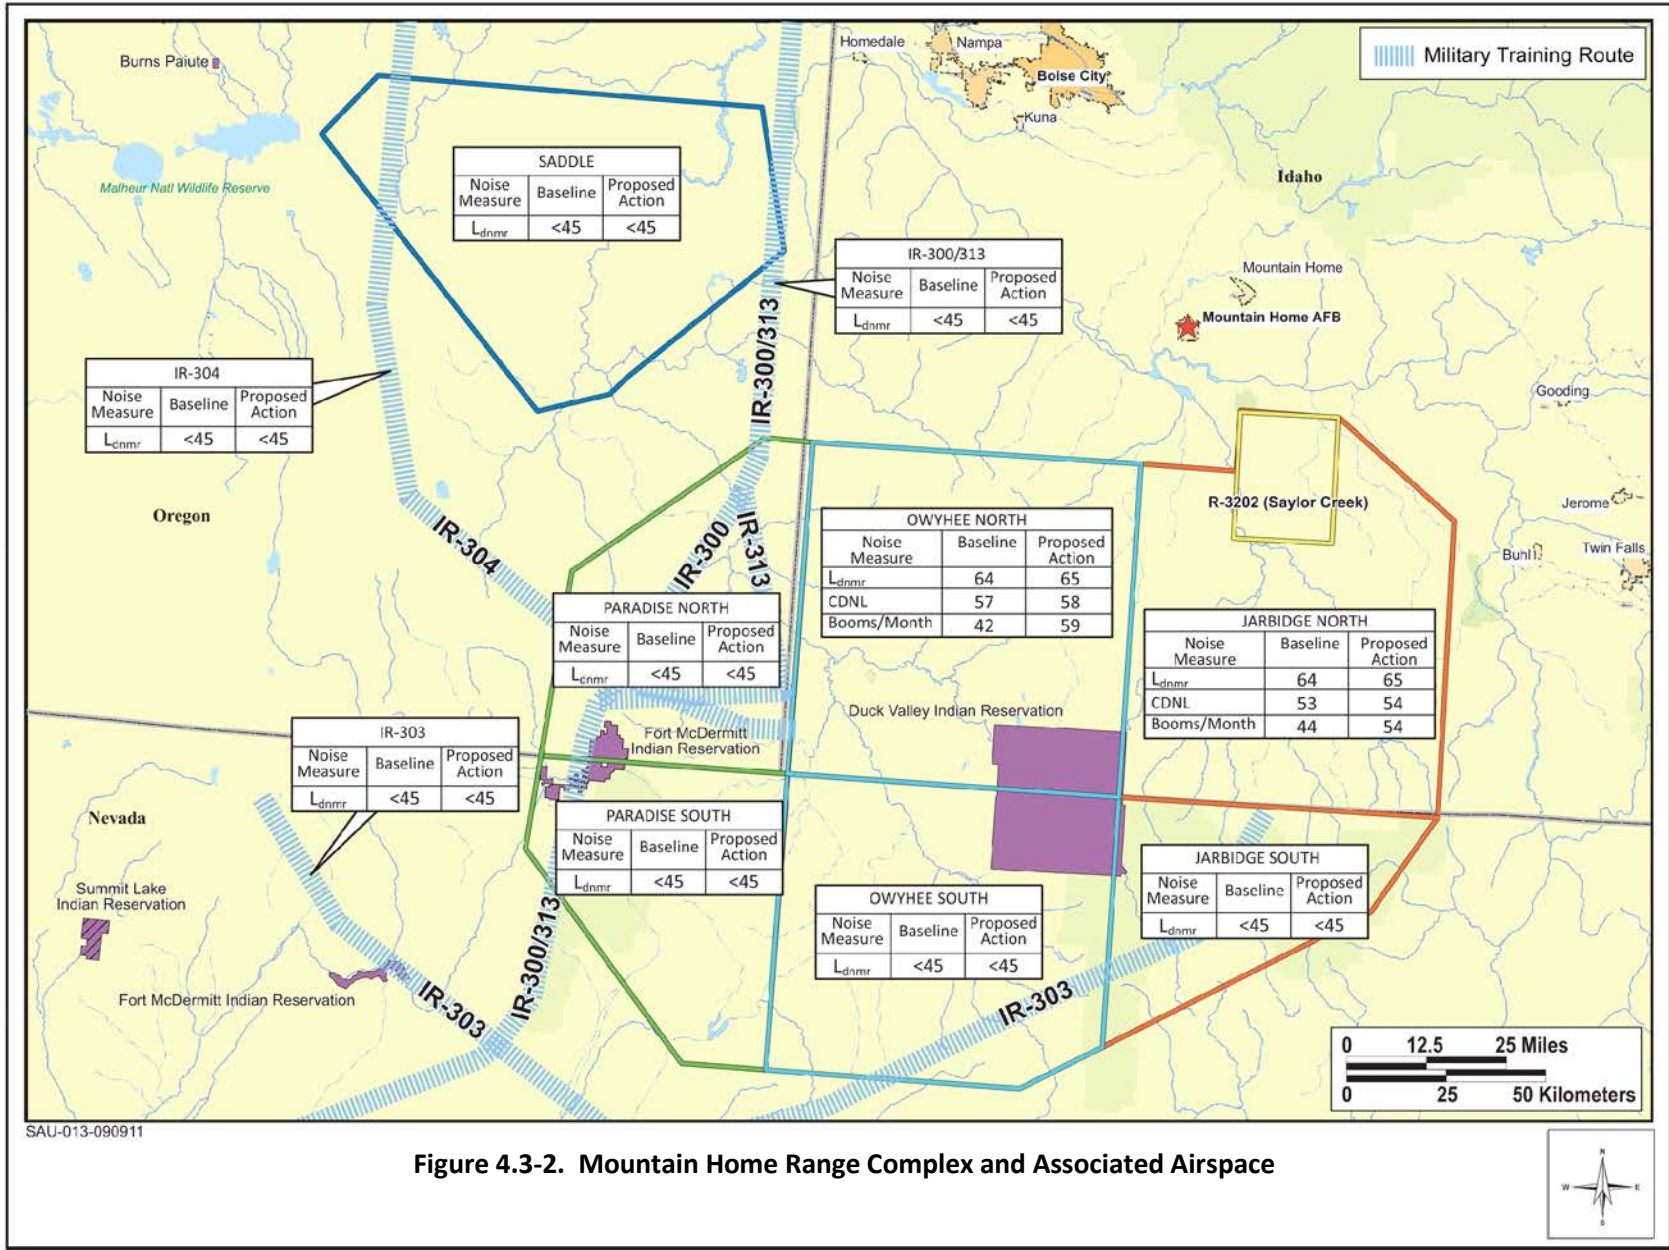 Military Training Route
Burns Paiute
Homedale
Nampa
Boise City
Kuna
Malheur Natl Wildlife Reserve
Idaho
SADDLE
Noise Measure Baseline Proposed Action
Ldnmr <45 <45
IR-300/313
Noise Measure Baseline Proposed Action
Ldnmr <45 <45
Mountain Home
Mountain Home AFB
IR-300/313
IR-304
Noise Measure Baseline Proposed Action
Ldnmr <45 <45
Gooding
R-3202 (Saylor Creek)
Jerome
Oregon
IR-304
IR-300
IR-313
OWYHEE NORTH
Noise Measure Baseline Proposed Action
Ldnmr 64 65
CDNL 57 58
Booms/Month 42 59
Buhl
Twin Falls
PARADISE NORTH
Noise Measure Baseline Proposed Action
Ldnmr <45 <45
JARBIDGE NORTH
Noise Measure Baseline Proposed Action
Ldnmr 64 65
CDNL 53 54
Booms/Month 44 54
Duck Valley Indian Reservation
Fort McDermitt
Indian Reservation
IR-303
Noise Measure Baseline Proposed Action
Ldnmr <45 <45
Nevada
PARADISE SOUTH
Noise Measure Baseline Proposed Action
Ldnmr <45 <45
JARBIDGE SOUTH
Noise Measure Baseline Proposed Action
Ldnmr <45 <45
Summit Lake
Indian Reservation
OWYHEE SOUTH
Noise Measure Baseline Proposed Action
Ldnmr <45 <45
IR-300/313
Fort McDermitt Indian Reservation
IR-303
IR-303
0 12.5 25 Miles
0 25 50 Kilometers
SAU-013-090911
Figure 4.3-2. Mountain Home Range Complex and Associated Airspace
N
W E
S